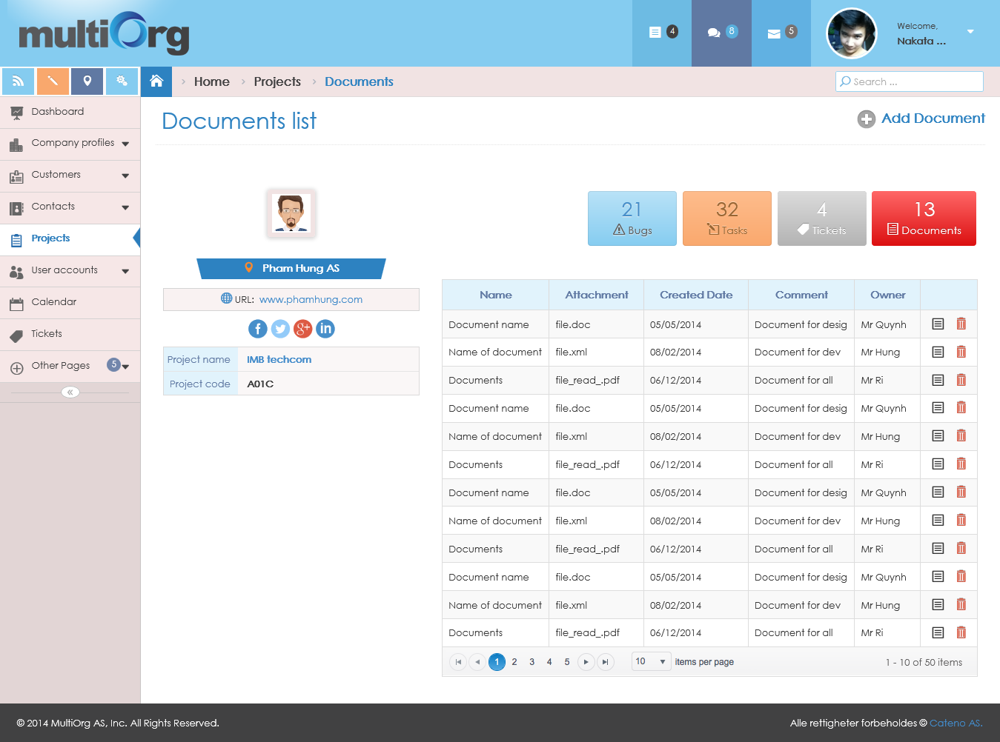 multiOrg
4
8
5
Welcome,
Nakata ...
Home
Projects
Documents
Search ...
Dashboard
Company profiles
Customers
Contacts
Projects
User accounts
Calendar
Tickets
Other Pages 5
Documents list
Add Document
Pham Hung AS
URL: www.phamhung.com
Project name IMB techcom
Project code A01C
21
Bugs
32
Tasks
4
Tickets
13
Documents
Name Attachment Created Date Comment Owner
Document name file.doc 05/05/2014 Document for desig Mr Quynh
Name of document file.xml 08/02/2014 Document for dev Mr Hung
Documents file_read_.pdf 06/12/2014 Document for all Mr Ri
Document name file.doc 05/05/2014 Document for desig Mr Quynh
Name of document file.xml 08/02/2014 Document for dev Mr Hung
Documents file_read_.pdf 06/12/2014 Document for all Mr Ri
Document name file.doc 05/05/2014 Document for desig Mr Quynh
Name of document file.xml 08/02/2014 Document for dev Mr Hung
Documents file_read_.pdf 06/12/2014 Document for all Mr Ri
Document name file.doc 05/05/2014 Document for desig Mr Quynh
Name of document file.xml 08/02/2014 Document for dev Mr Hung
Documents file_read_.pdf 06/12/2014 Document for all Mr Ri
1 2 3 4 5 10 items per page 1 - 10 of 50 items
© 2014 MultiOrg AS, Inc. All Rights Reserved.
Alle rettigheter forbeholdes © Cateno AS.